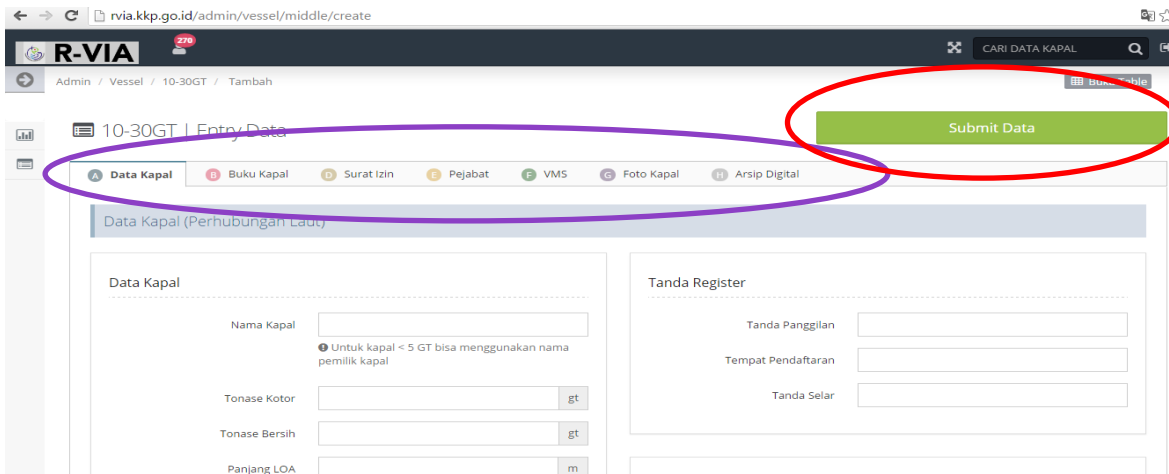 rvia.kkp.go.id/admin/vessel/middle/create
R-VIA 270 CARI DATA KAPAL
Admin / Vessel / 10-30GT / Tambah Buku Table
10-30GT | Entry Data Submit Data
A Data Kapal B Buku Kapal D Surat Izin E Pejabat F VMS G Foto Kapal H Arsip Digital
Data Kapal (Perhubungan Laut)
Data Kapal
Nama Kapal
Untuk kapal < 5 GT bisa menggunakan nama
pemilik kapal
Tonase Kotor gt
Tonase Bersih gt
Panjang LOA m
Tanda Register
Tanda Panggilan
Tempat Pendaftaran
Tanda Selar